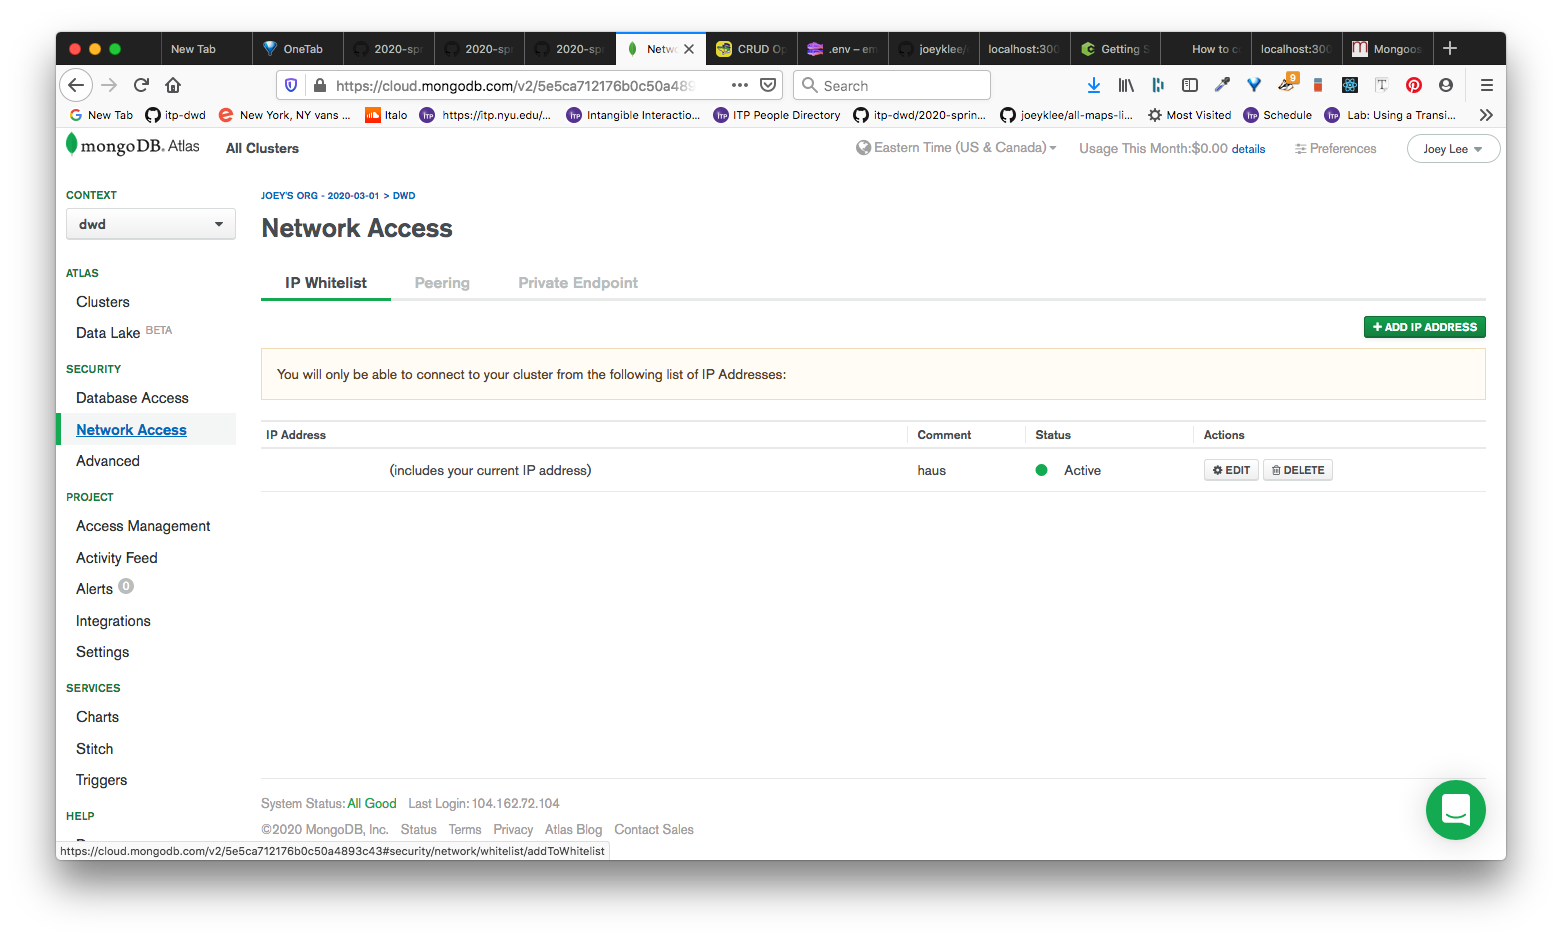 New Tab OneTab 2020-spr 2020-spr 2020-spr Netw CRUD Op .env – em joeyklee/ localhost:300 Getting S How to c localhost:300 Mongoos
https://cloud.mongodb.com/v2/5e5ca712176b0c50a489 Search 9
New Tab itp-dwd New York, NY vans ... Italo https://itp.nyu.edu/... Intangible Interactio... ITP People Directory itp-dwd/2020-sprin... joeyklee/all-maps-li... Most Visited Schedule Lab: Using a Transi...
mongoDB. Atlas All Clusters Eastern Time (US & Canada) Usage This Month:$0.00 details Preferences Joey Lee
CONTEXT
dwd
ATLAS
Clusters
Data Lake BETA
SECURITY
Database Access
Network Access
Advanced
PROJECT
Access Management
Activity Feed
Alerts 0
Integrations
Settings
SERVICES
Charts
Stitch
Triggers
HELP
JOEY'S ORG - 2020-03-01 > DWD
Network Access
IP Whitelist Peering Private Endpoint
+ ADD IP ADDRESS
You will only be able to connect to your cluster from the following list of IP Addresses:
IP Address Comment Status Actions
(includes your current IP address) haus Active EDIT DELETE
System Status: All Good Last Login: 104.162.72.104
©2020 MongoDB, Inc. Status Terms Privacy Atlas Blog Contact Sales
https://cloud.mongodb.com/v2/5e5ca712176b0c50a4893c43#security/network/whitelist/addToWhitelist